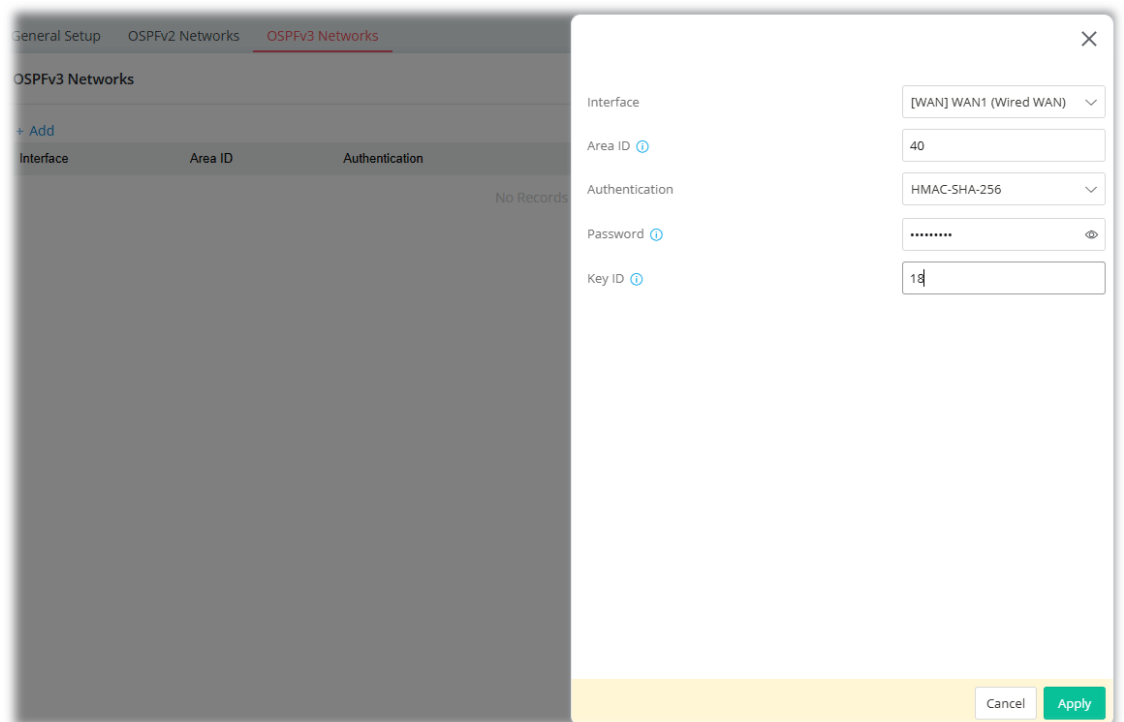 General Setup OSPFv2 Networks OSPFv3 Networks
OSPFv3 Networks
+ Add
Interface Area ID Authentication
No Records
Interface [WAN] WAN1 (Wired WAN)
Area ID 40
Authentication HMAC-SHA-256
Password •••••••••
Key ID 18
Cancel Apply